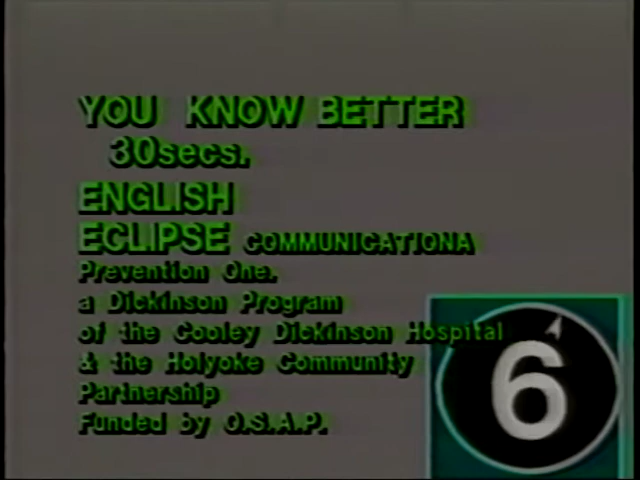 YOU KNOW BETTER
30secs.
ENGLISH
ECLIPSE COMMUNICATIONA
Prevention One.
a Dickinson Program
of the Cooley Dickinson Hospital
& the Holyoke Community
Partnership
Funded by O.S.A.P.
6